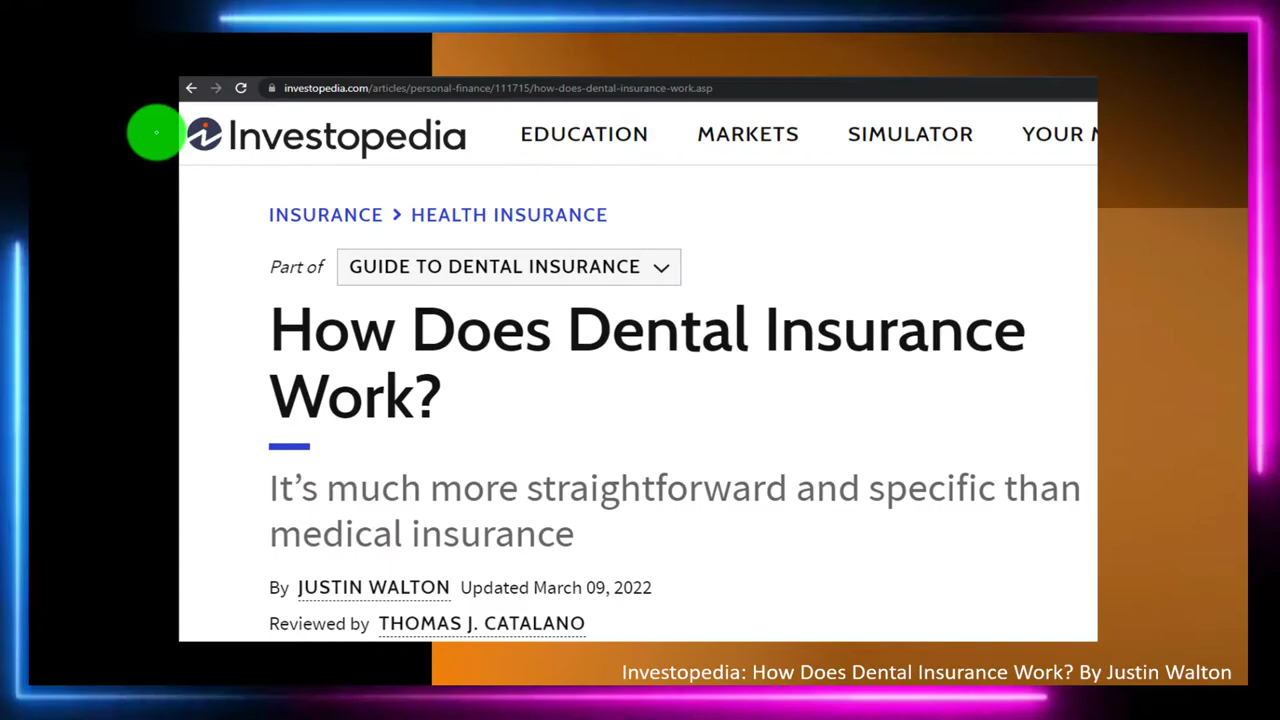 investopedia.com/articles/personal-finance/111715/how-does-dental-insurance-work.asp
Investopedia EDUCATION MARKETS SIMULATOR YOUR M
INSURANCE > HEALTH INSURANCE
Part of GUIDE TO DENTAL INSURANCE
How Does Dental Insurance
Work?
It's much more straightforward and specific than
medical insurance
By JUSTIN WALTON Updated March 09, 2022
Reviewed by THOMAS J. CATALANO
Investopedia: How Does Dental Insurance Work? By Justin Walton